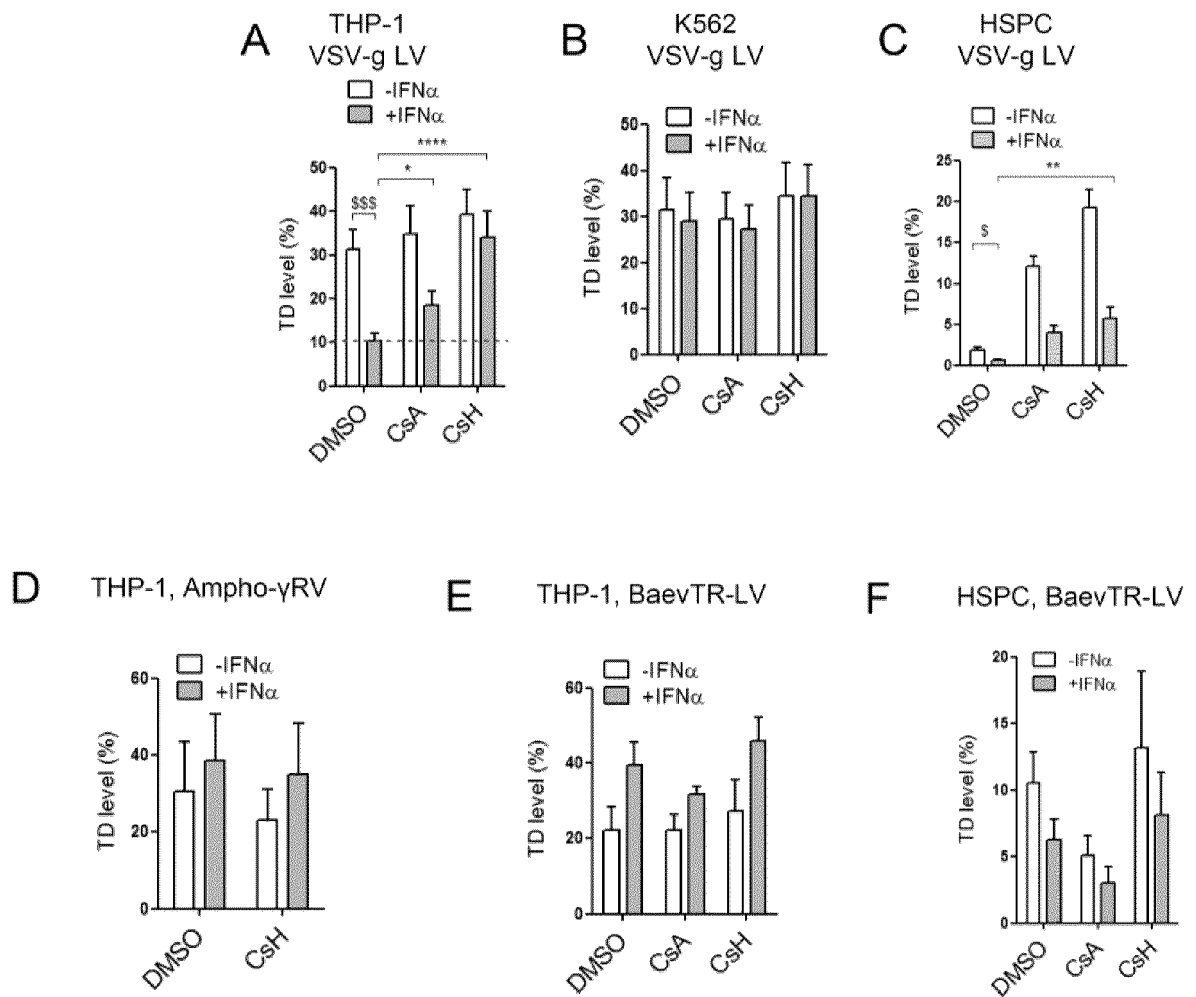 A
THP-1
VSV-g LV
-IFNα
+IFNα
****
*
$$$
TD level (%)
50
40
30
20
10
0
DMSO
CsA
CsH
B
K562
VSV-g LV
-IFNα
+IFNα
TD level (%)
50
40
30
20
10
0
DMSO
CsA
CsH
C
HSPC
VSV-g LV
-IFNα
+IFNα
**
$
TD level (%)
25
20
15
10
5
0
DMSO
CsA
CsH
D
THP-1, Ampho-γRV
-IFNα
+IFNα
TD level (%)
60
40
20
0
DMSO
CsH
E
THP-1, BaevTR-LV
-IFNα
+IFNα
TD level (%)
60
40
20
0
DMSO
CsA
CsH
F
HSPC, BaevTR-LV
-IFNα
+IFNα
TD level (%)
20
15
10
5
0
DMSO
CsA
CsH